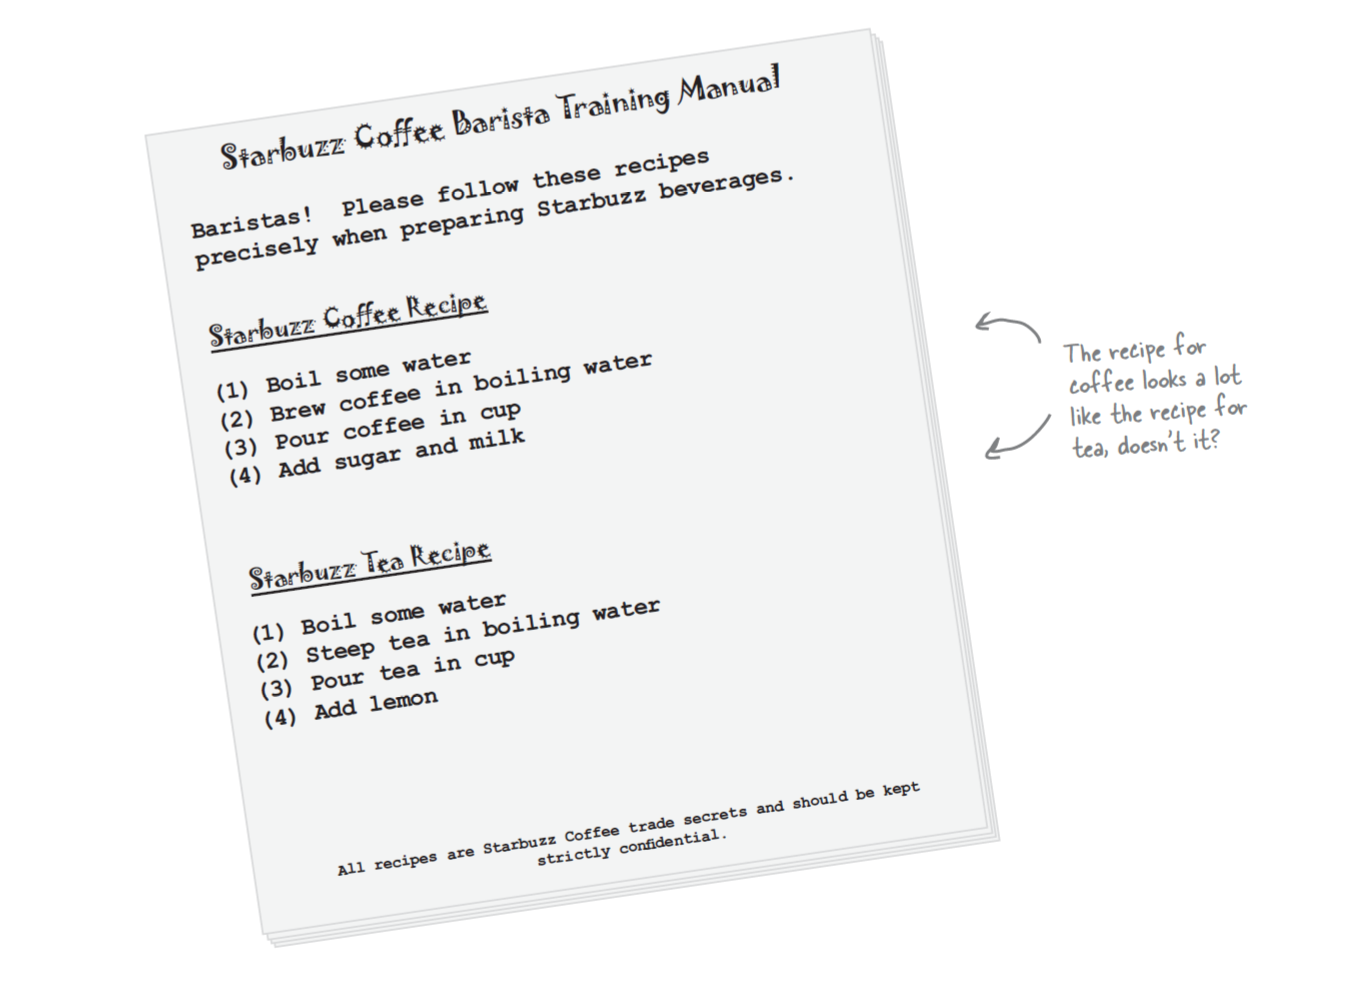 Starbuzz Coffee Barista Training Manual
Baristas!  Please follow these recipes
precisely when preparing Starbuzz beverages.
Starbuzz Coffee Recipe
(1) Boil some water
(2) Brew coffee in boiling water
(3) Pour coffee in cup
(4) Add sugar and milk
Starbuzz Tea Recipe
(1) Boil some water
(2) Steep tea in boiling water
(3) Pour tea in cup
(4) Add lemon
All recipes are Starbuzz Coffee trade secrets and should be kept
strictly confidential.
The recipe for
coffee looks a lot
like the recipe for
tea, doesn't it?